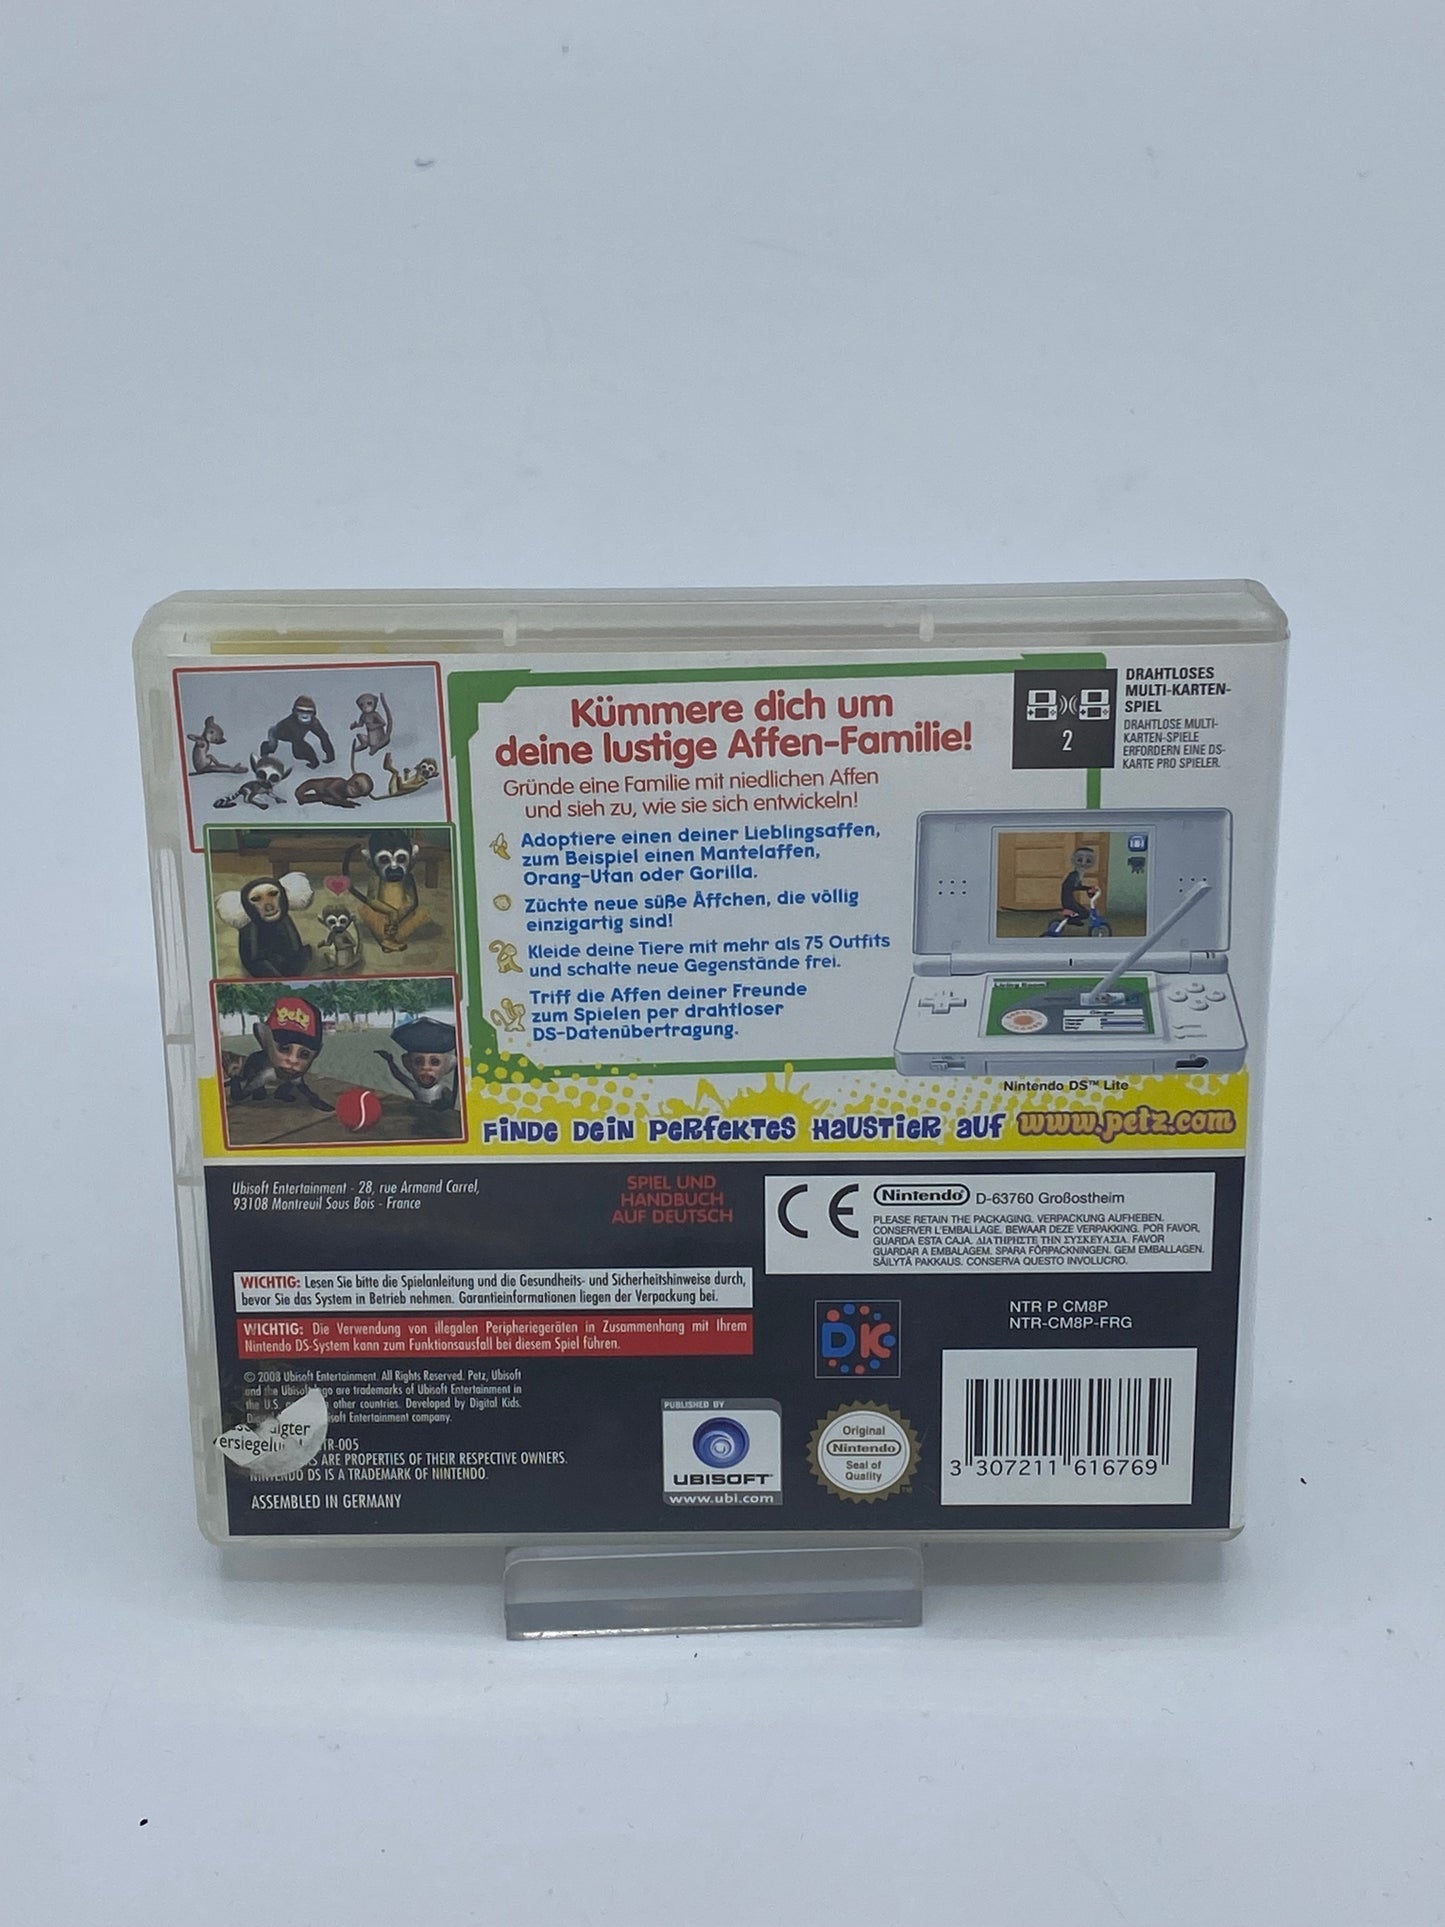 Kümmere dich um
deine lustige Affen-Familie!
Gründe eine Familie mit niedlichen Affen
und sieh zu, wie sie sich entwickeln!
Adoptiere einen deiner Lieblingsaffen,
zum Beispiel einen Mantelaffen,
Orang-Utan oder Gorilla.
Züchte neue süße Äffchen, die völlig
einzigartig sind!
Kleide deine Tiere mit mehr als 75 Outfits
und schalte neue Gegenstände frei.
Triff die Affen deiner Freunde
zum Spielen per drahtloser
DS-Datenübertragung.
2
DRAHTLOSES
MULTI-KARTEN-
SPIEL
DRAHTLOSE MULTI-
KARTEN-SPIELE
ERFORDERN EINE DS-
KARTE PRO SPIELER.
Petz
Living Room
Nintendo DS™ Lite
FINDE DEIN PERFEKTES HAUSTIER AUF www.petz.com
Ubisoft Entertainment - 28, rue Armand Carrel,
93108 Montreuil Sous Bois - France
SPIEL UND
HANDBUCH
AUF DEUTSCH
CE
Nintendo D-63760 Großostheim
PLEASE RETAIN THE PACKAGING. VERPACKUNG AUFHEBEN.
CONSERVER L'EMBALLAGE. BEWAAR DEZE VERPAKKING. POR FAVOR,
GUARDA ESTA CAJA. ΔΙΑΤΗΡΗΣΤΕ ΤΗΝ ΣΥΣΚΕΥΑΣΙΑ. FAVOR
GUARDAR A EMBALAGEM. SPARA FÖRPACKNINGEN. GEM EMBALLAGEN.
SÄILYTÄ PAKKAUS. CONSERVA QUESTO INVOLUCRO.
WICHTIG: Lesen Sie bitte die Spielanleitung und die Gesundheits- und Sicherheitshinweise durch,
bevor Sie das System in Betrieb nehmen. Garantieinformationen liegen der Verpackung bei.
WICHTIG: Die Verwendung von illegalen Peripheriegeräten in Zusammenhang mit Ihrem
Nintendo DS-System kann zum Funktionsausfall bei diesem Spiel führen.
© 2008 Ubisoft Entertainment. All Rights Reserved. Petz, Ubisoft
and the Ubisoft logo are trademarks of Ubisoft Entertainment in
the U.S. other countries. Developed by Digital Kids.
Entertainment company.
ARE PROPERTIES OF THEIR RESPECTIVE OWNERS.
NINTENDO DS IS A TRADEMARK OF NINTENDO.
ASSEMBLED IN GERMANY
DK
NTR P CM8P
NTR-CM8P-FRG
PUBLISHED BY
UBISOFT
www.ubi.com
Original
Nintendo
Seal of
Quality
3 307211 616769